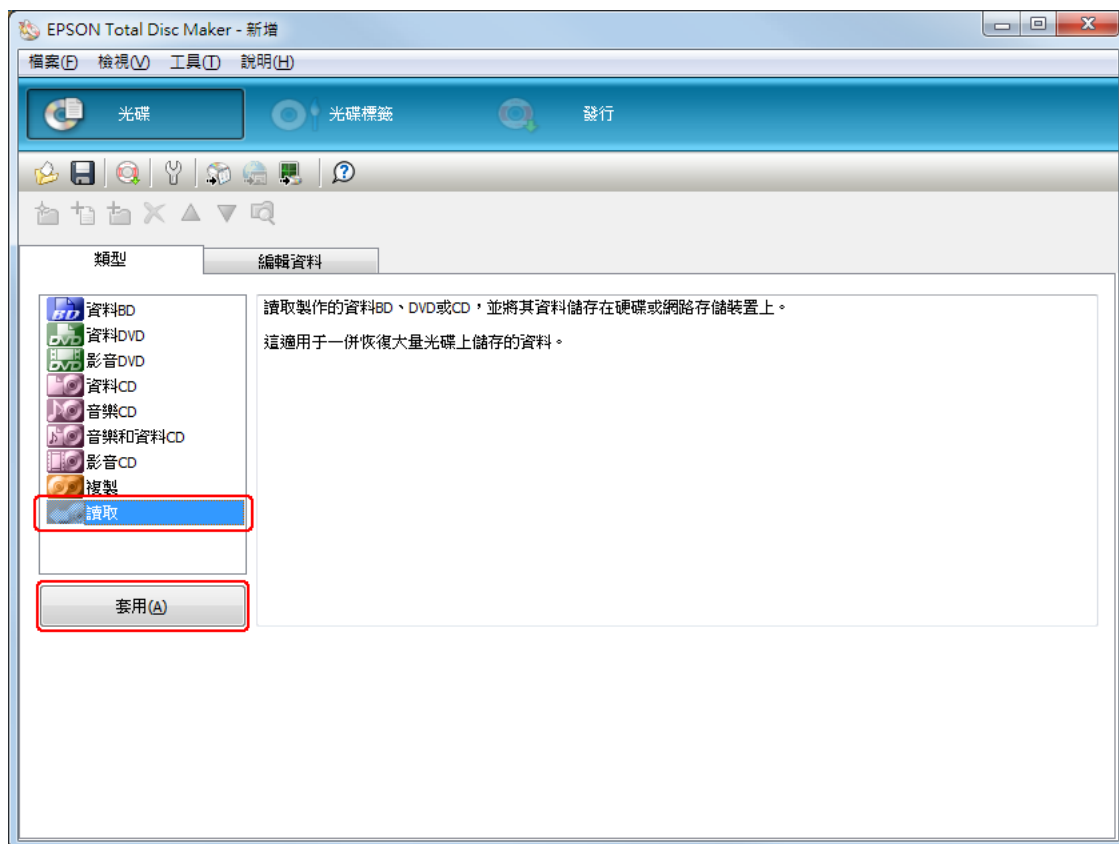 EPSON Total Disc Maker - 新增
檔案(F) 檢視(V) 工具(T) 說明(H)
光碟 光碟標籤 發行
類型 編輯資料
資料BD
資料DVD
影音DVD
資料CD
音樂CD
音樂和資料CD
影音CD
複製
讀取
套用(A)
讀取製作的資料BD、DVD或CD，並將其資料儲存在硬碟或網路存儲裝置上。
這適用于一併恢復大量光碟上儲存的資料。